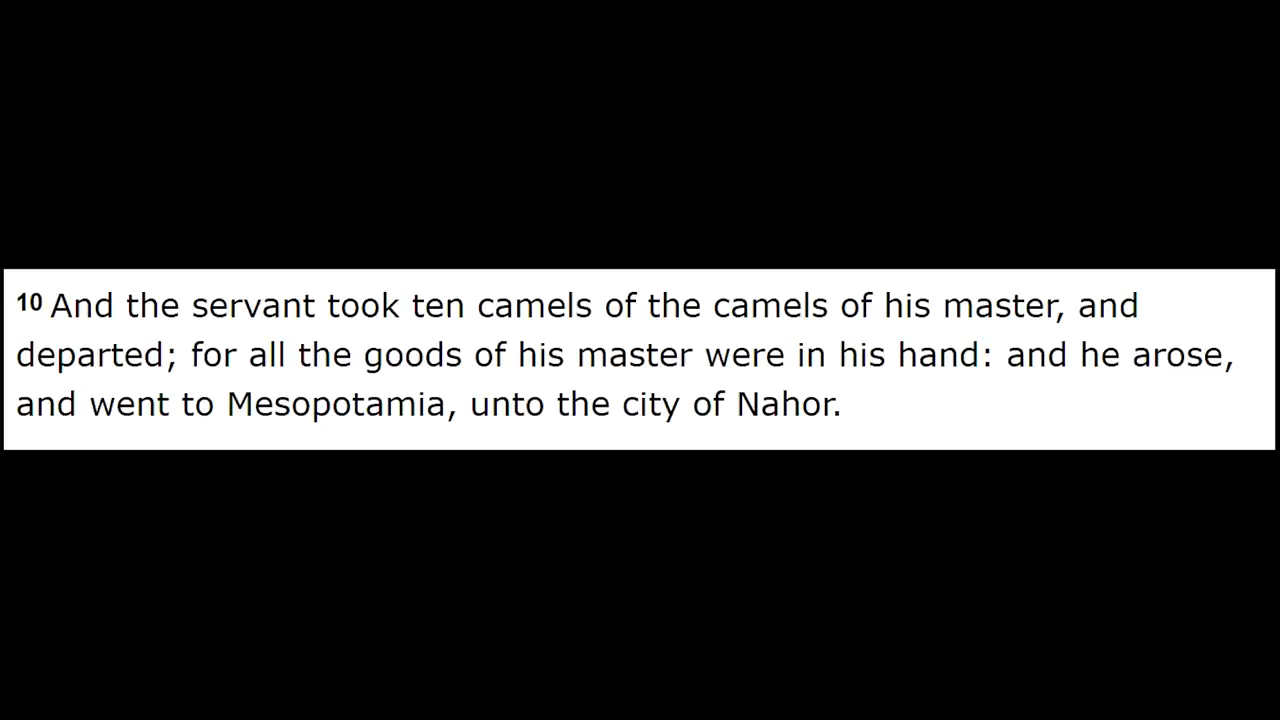 10 And the servant took ten camels of the camels of his master, and
departed; for all the goods of his master were in his hand: and he arose,
and went to Mesopotamia, unto the city of Nahor.